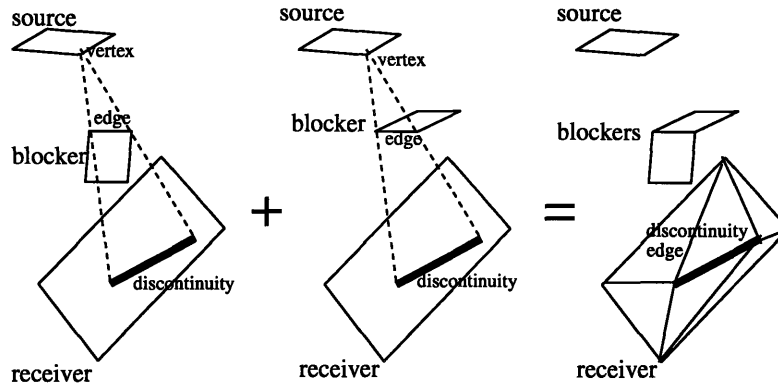 source
vertex
edge
blocker
discontinuity
receiver
+
source
vertex
blocker
edge
discontinuity
receiver
=
source
blockers
discontinuity
edge
receiver